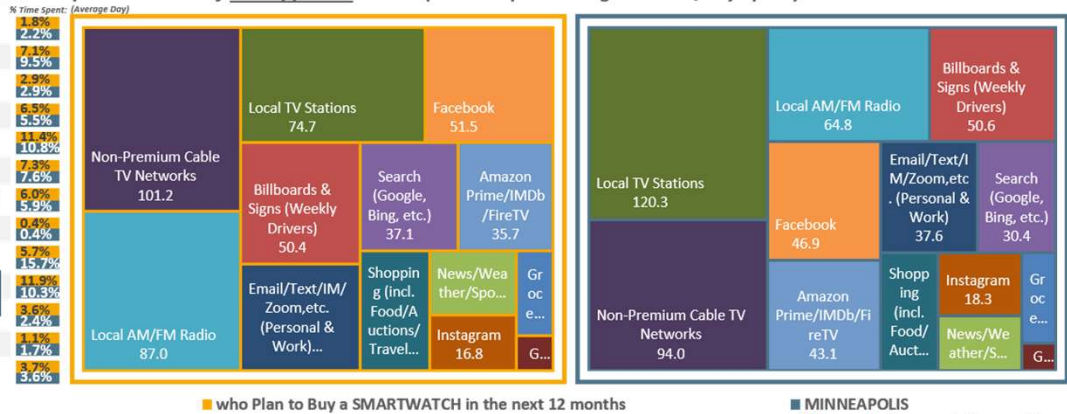 % Time Spent: (Average Day)
1.8%
2.2%
7.1%
9.5%
2.9%
2.9%
6.5%
5.5%
11.4%
10.8%
7.3%
7.6%
6.0%
5.9%
0.4%
0.4%
5.7%
15.7%
11.9%
10.3%
3.6%
2.4%
1.1%
1.7%
3.7%
3.6%
Non-Premium Cable
TV Networks
101.2
Local AM/FM Radio
87.0
Local TV Stations
74.7
Facebook
51.5
Billboards &
Signs (Weekly
Drivers)
50.4
Search
(Google,
Bing, etc.)
37.1
Amazon
Prime/IMDb
/FireTV
35.7
Email/Text/IM/
Zoom,etc.
(Personal &
Work)...
Shoppin
g (incl.
Food/A
uctions/
Travel...
News/Wea
ther/Spo...
Instagram
16.8
Gr
oc
e...
G...
Local TV Stations
120.3
Non-Premium Cable TV
Networks
94.0
Local AM/FM Radio
64.8
Billboards &
Signs (Weekly
Drivers)
50.6
Facebook
46.9
Amazon
Prime/IMDb/Fi
reTV
43.1
Email/Text/I
M/Zoom,etc
. (Personal &
Work)
37.6
Search
(Google,
Bing, etc.)
30.4
Shopp
ing
(incl.
Food/
Auct...
Instagram
18.3
News/We
ather/S...
Gr
oc
e...
G...
who Plan to Buy a SMARTWATCH in the next 12 months
MINNEAPOLIS